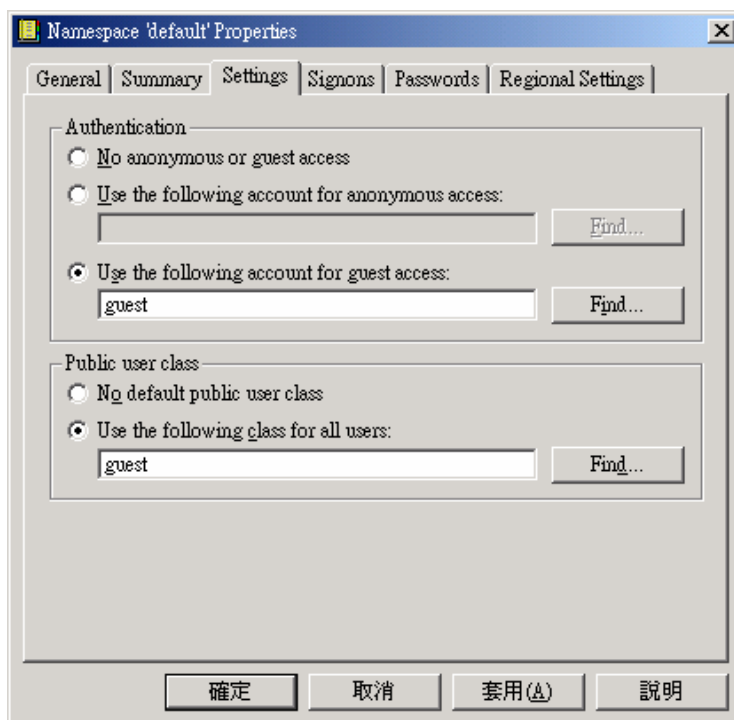 Namespace 'default' Properties
General Summary Settings Signons Passwords Regional Settings
Authentication
No anonymous or guest access
Use the following account for anonymous access:
Find...
Use the following account for guest access:
guest
Find...
Public user class
No default public user class
Use the following class for all users:
guest
Find...
確定 取消 套用(A) 說明